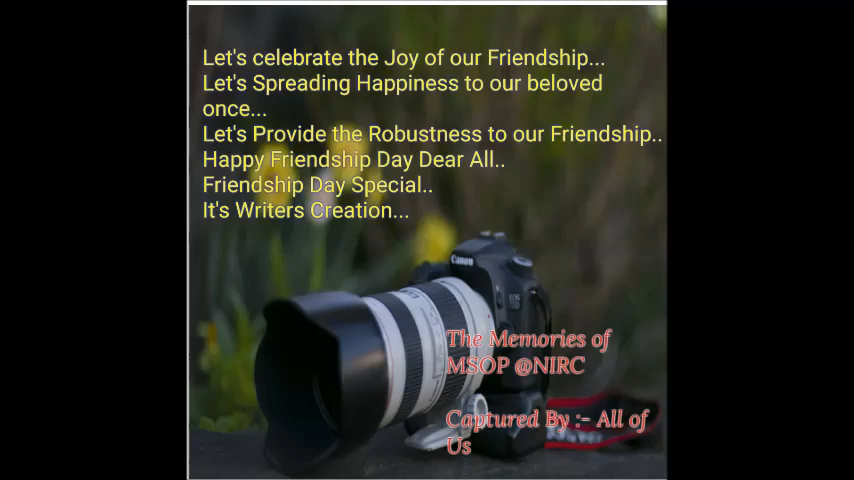 Let's celebrate the Joy of our Friendship...
Let's Spreading Happiness to our beloved
once...
Let's Provide the Robustness to our Friendship..
Happy Friendship Day Dear All..
Friendship Day Special..
It's Writers Creation...
Canon
EOS
The Memories of
MSOP @NIRC
Captured By :- All of
Us